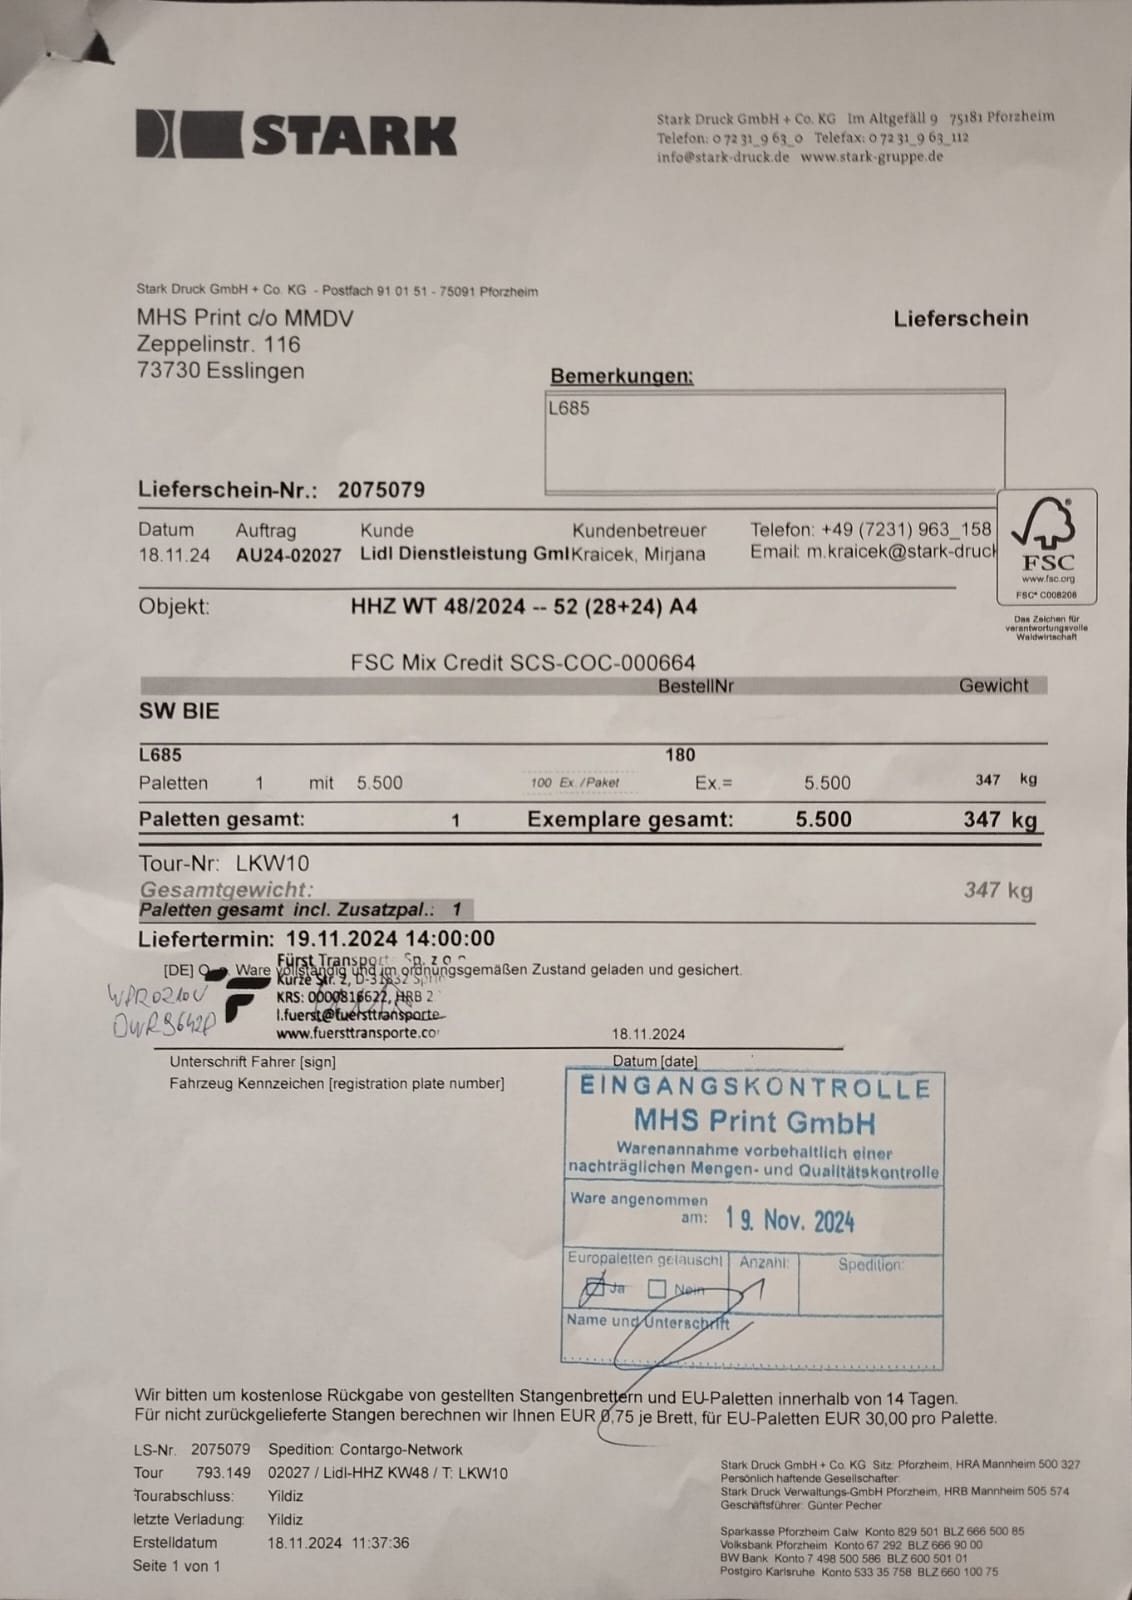 STARK
Stark Druck GmbH + Co. KG Im Altgefäll 9 75181 Pforzheim
Telefon: 0 72 31_9 63_0 Telefax: 0 72 31_9 63_112
info@stark-druck.de www.stark-gruppe.de
Stark Druck GmbH + Co. KG - Postfach 91 01 51 - 75091 Pforzheim
MHS Print c/o MMDV
Zeppelinstr. 116
73730 Esslingen
Lieferschein
Bemerkungen:
L685
Lieferschein-Nr.: 2075079
Datum Auftrag Kunde Kundenbetreuer Telefon: +49 (7231) 963_158
18.11.24 AU24-02027 Lidl Dienstleistung Gml Kraicek, Mirjana Email: m.kraicek@stark-druck
FSC
www.fsc.org
FSC® C008208
Das Zeichen für
verantwortungsvolle
Waldwirtschaft
Objekt: HHZ WT 48/2024 -- 52 (28+24) A4
FSC Mix Credit SCS-COC-000664
BestellNr Gewicht
SW BIE
L685 180
Paletten 1 mit 5.500 100 Ex./Paket Ex.= 5.500 347 kg
Paletten gesamt: 1 Exemplare gesamt: 5.500 347 kg
Tour-Nr: LKW10
Gesamtgewicht: 347 kg
Paletten gesamt incl. Zusatzpal.: 1
Liefertermin: 19.11.2024 14:00:00
Fürst Transport Sp. z o
[DE] Ware vollständig und im ordnungsgemäßen Zustand geladen und gesichert.
Kurze Str. 2,
KRS: 0000816622, HRB 2
l.fuerst@fuersttransporte
www.fuersttransporte.co
18.11.2024
Unterschrift Fahrer [sign] Datum [date]
Fahrzeug Kennzeichen [registration plate number]
EINGANGSKONTROLLE
MHS Print GmbH
Warenannahme vorbehaltlich einer
nachträglichen Mengen- und Qualitätskontrolle
Ware angenommen
am: 19. Nov. 2024
Europaletten getauscht Anzahl: Spedition:
Ja Nein 1
Name und Unterschrift
Wir bitten um kostenlose Rückgabe von gestellten Stangenbrettern und EU-Paletten innerhalb von 14 Tagen.
Für nicht zurückgelieferte Stangen berechnen wir Ihnen EUR 0,75 je Brett, für EU-Paletten EUR 30,00 pro Palette.
LS-Nr. 2075079 Spedition: Contargo-Network
Tour 793.149 02027 / Lidl-HHZ KW48 / T: LKW10
Tourabschluss: Yildiz
letzte Verladung: Yildiz
Erstelldatum 18.11.2024 11:37:36
Seite 1 von 1
Stark Druck GmbH + Co. KG Sitz: Pforzheim, HRA Mannheim 500 327
Persönlich haftende Gesellschafter:
Stark Druck Verwaltungs-GmbH Pforzheim, HRB Mannheim 505 574
Geschäftsführer: Günter Pecher
Sparkasse Pforzheim Calw Konto 829 501 BLZ 666 500 85
Volksbank Pforzheim Konto 67 292 BLZ 666 90 00
BW Bank Konto 7 498 500 586 BLZ 600 501 01
Postgiro Karlsruhe Konto 533 35 758 BLZ 660 100 75